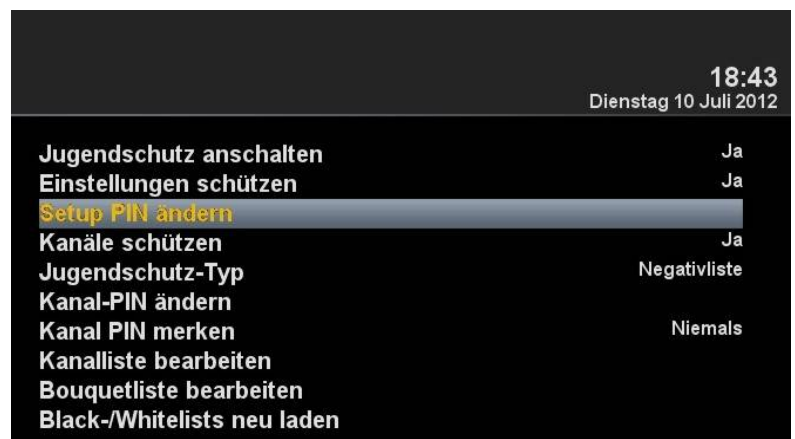 18:43
Dienstag 10 Juli 2012
Jugendschutz anschalten Ja
Einstellungen schützen Ja
Setup PIN ändern
Kanäle schützen Ja
Jugendschutz-Typ Negativliste
Kanal-PIN ändern
Kanal PIN merken Niemals
Kanalliste bearbeiten
Bouquetliste bearbeiten
Black-/Whitelists neu laden